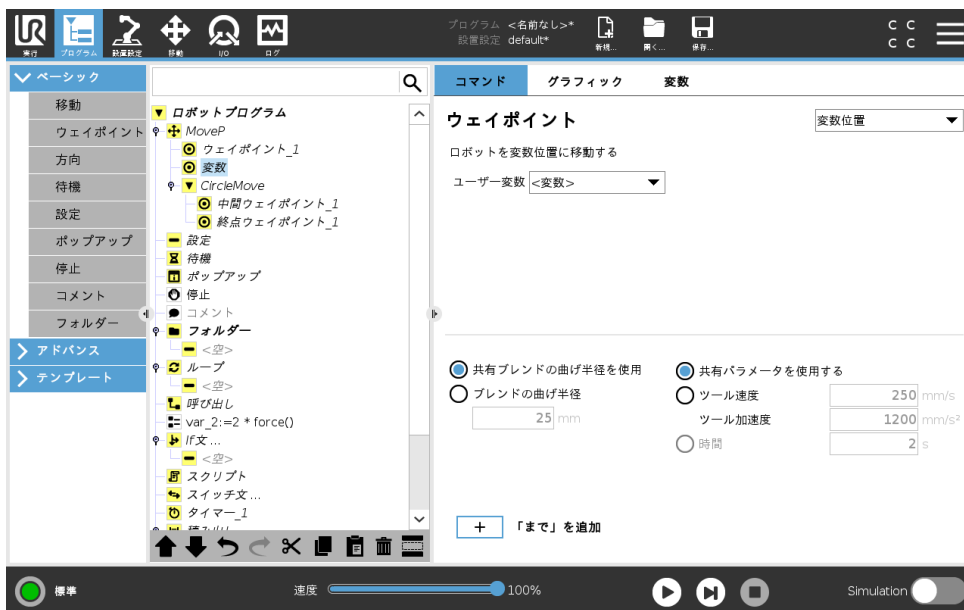 UR
実行
プログラム
設置設定
移動
I/O
ログ
プログラム <名前なし>*
設置設定 default*
新規...
開く...
保存...
C C
C C
ベーシック
移動
ウェイポイント
方向
待機
設定
ポップアップ
停止
コメント
フォルダー
アドバンス
テンプレート
ロボットプログラム
MoveP
ウェイポイント_1
変数
CircleMove
中間ウェイポイント_1
終点ウェイポイント_1
設定
待機
ポップアップ
停止
コメント
フォルダー
<空>
ループ
<空>
呼び出し
var_2:=2 * force()
If文...
<空>
スクリプト
スイッチ文...
タイマー_1
コマンド グラフィック 変数
ウェイポイント
変数位置
ロボットを変数位置に移動する
ユーザー変数 <変数>
共有ブレンドの曲げ半径を使用
ブレンドの曲げ半径
25 mm
共有パラメータを使用する
ツール速度 250 mm/s
ツール加速度 1200 mm/s²
時間 2 s
+ 「まで」を追加
標準
速度 100%
Simulation